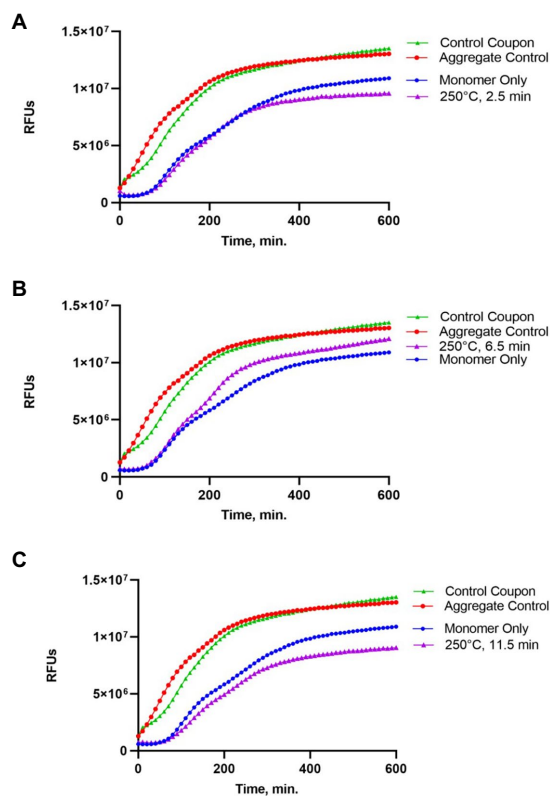 A
1.5×10⁷
1.0×10⁷
5×10⁶
0
RFUs
0 200 400 600
Time, min.
Control Coupon
Aggregate Control
Monomer Only
250°C, 2.5 min
B
1.5×10⁷
1.0×10⁷
5×10⁶
0
RFUs
0 200 400 600
Time, min.
Control Coupon
Aggregate Control
250°C, 6.5 min
Monomer Only
C
1.5×10⁷
1.0×10⁷
5×10⁶
0
RFUs
0 200 400 600
Time, min.
Control Coupon
Aggregate Control
Monomer Only
250°C, 11.5 min